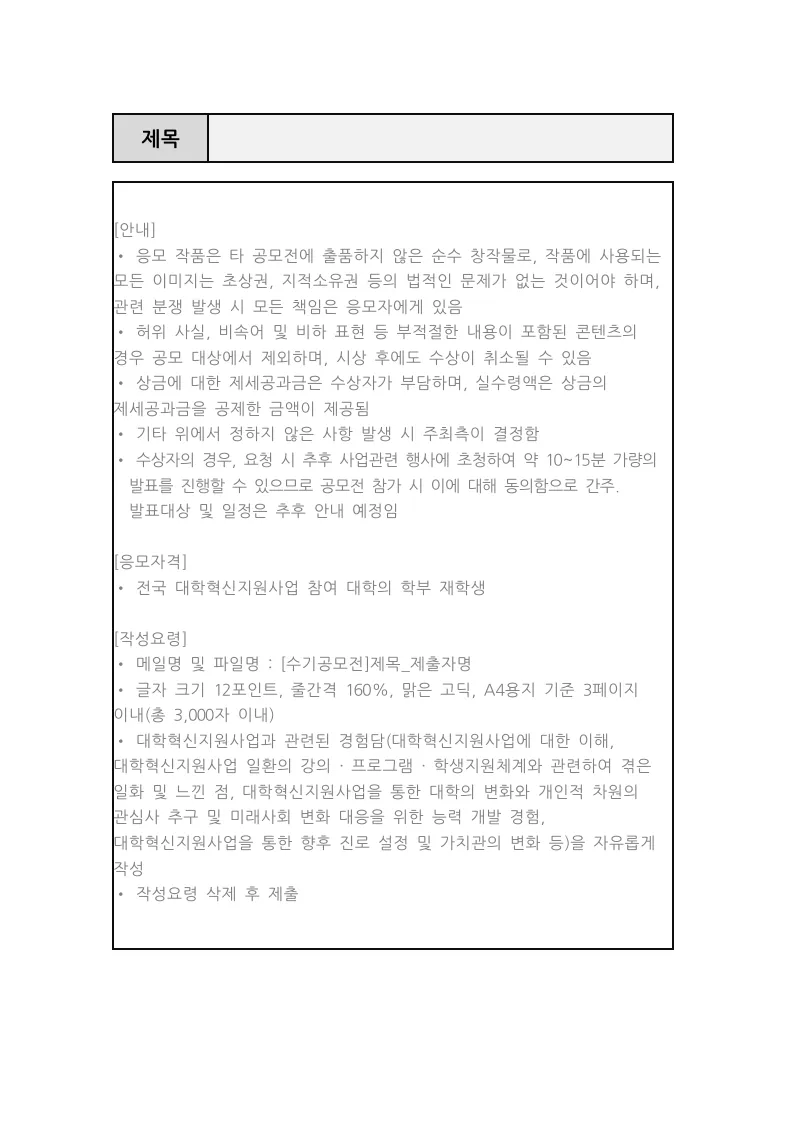 제목
[안내]
• 응모 작품은 타 공모전에 출품하지 않은 순수 창작물로, 작품에 사용되는
모든 이미지는 초상권, 지적소유권 등의 법적인 문제가 없는 것이어야 하며,
관련 분쟁 발생 시 모든 책임은 응모자에게 있음
• 허위 사실, 비속어 및 비하 표현 등 부적절한 내용이 포함된 콘텐츠의
경우 공모 대상에서 제외하며, 시상 후에도 수상이 취소될 수 있음
• 상금에 대한 제세공과금은 수상자가 부담하며, 실수령액은 상금의
제세공과금을 공제한 금액이 제공됨
• 기타 위에서 정하지 않은 사항 발생 시 주최측이 결정함
• 수상자의 경우, 요청 시 추후 사업관련 행사에 초청하여 약 10~15분 가량의
발표를 진행할 수 있으므로 공모전 참가 시 이에 대해 동의함으로 간주.
발표대상 및 일정은 추후 안내 예정임
[응모자격]
• 전국 대학혁신지원사업 참여 대학의 학부 재학생
[작성요령]
• 메일명 및 파일명 : [수기공모전]제목_제출자명
• 글자 크기 12포인트, 줄간격 160%, 맑은 고딕, A4용지 기준 3페이지
이내(총 3,000자 이내)
• 대학혁신지원사업과 관련된 경험담(대학혁신지원사업에 대한 이해,
대학혁신지원사업 일환의 강의 · 프로그램 · 학생지원체계와 관련하여 겪은
일화 및 느낀 점, 대학혁신지원사업을 통한 대학의 변화와 개인적 차원의
관심사 추구 및 미래사회 변화 대응을 위한 능력 개발 경험,
대학혁신지원사업을 통한 향후 진로 설정 및 가치관의 변화 등)을 자유롭게
작성
• 작성요령 삭제 후 제출